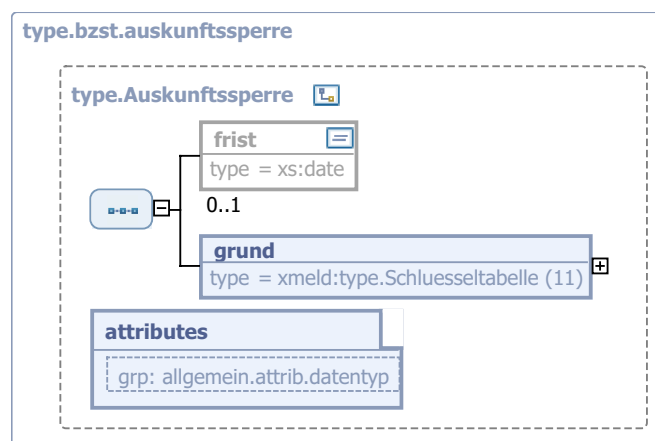 type.bzst.auskunftssperre
type.Auskunftssperre
frist
type = xs:date
0..1
grund
type = xmeld:type.Schluesseltabelle (11)
attributes
grp: allgemein.attrib.datentyp